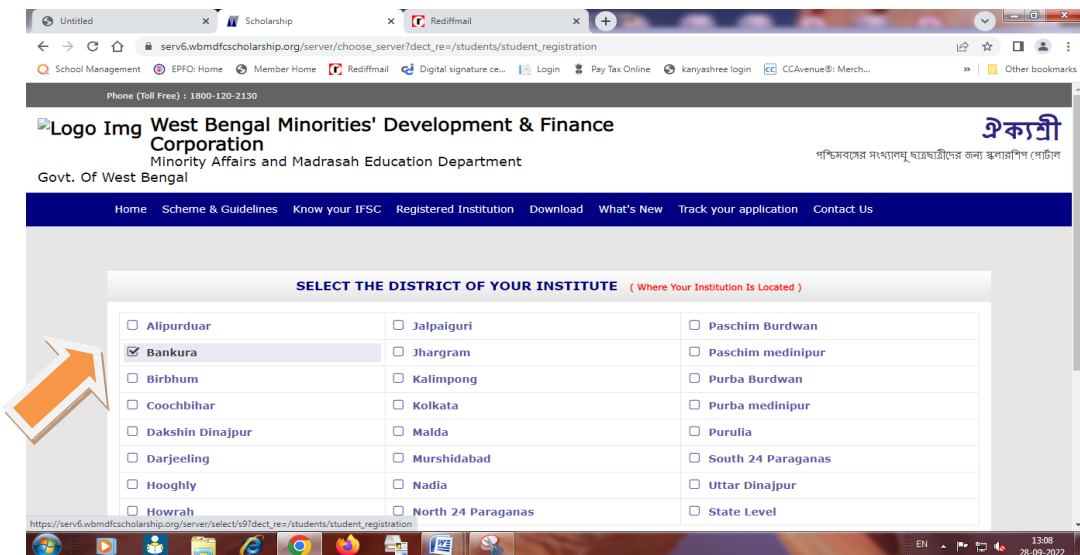 Untitled
Scholarship
Rediffmail
serv6.wbmdfcscholarship.org/server/choose_server?dect_re=/students/student_registration
School Management EPFO: Home Member Home Rediffmail Digital signature ce... Login Pay Tax Online kanyashree login CCAvenue®: Merch... » Other bookmarks
Phone (Toll Free) : 1800-120-2130
Logo Img West Bengal Minorities' Development & Finance Corporation
Minority Affairs and Madrasah Education Department
Govt. Of West Bengal
ঐক্যশ্রী
পশ্চিমবঙ্গের সংখ্যালঘু ছাত্রছাত্রীদের জন্য স্কলারশিপ পোর্টাল
Home Scheme & Guidelines Know your IFSC Registered Institution Download What's New Track your application Contact Us
SELECT THE DISTRICT OF YOUR INSTITUTE ( Where Your Institution Is Located )
Alipurduar Jalpaiguri Paschim Burdwan
Bankura Jhargram Paschim medinipur
Birbhum Kalimpong Purba Burdwan
Coochbihar Kolkata Purba medinipur
Dakshin Dinajpur Malda Purulia
Darjeeling Murshidabad South 24 Paraganas
Hooghly Nadia Uttar Dinajpur
Howrah North 24 Paraganas State Level
https://serv6.wbmdfcscholarship.org/server/select/s9?dect_re=/students/student_registration
EN
13:08
28-09-2022